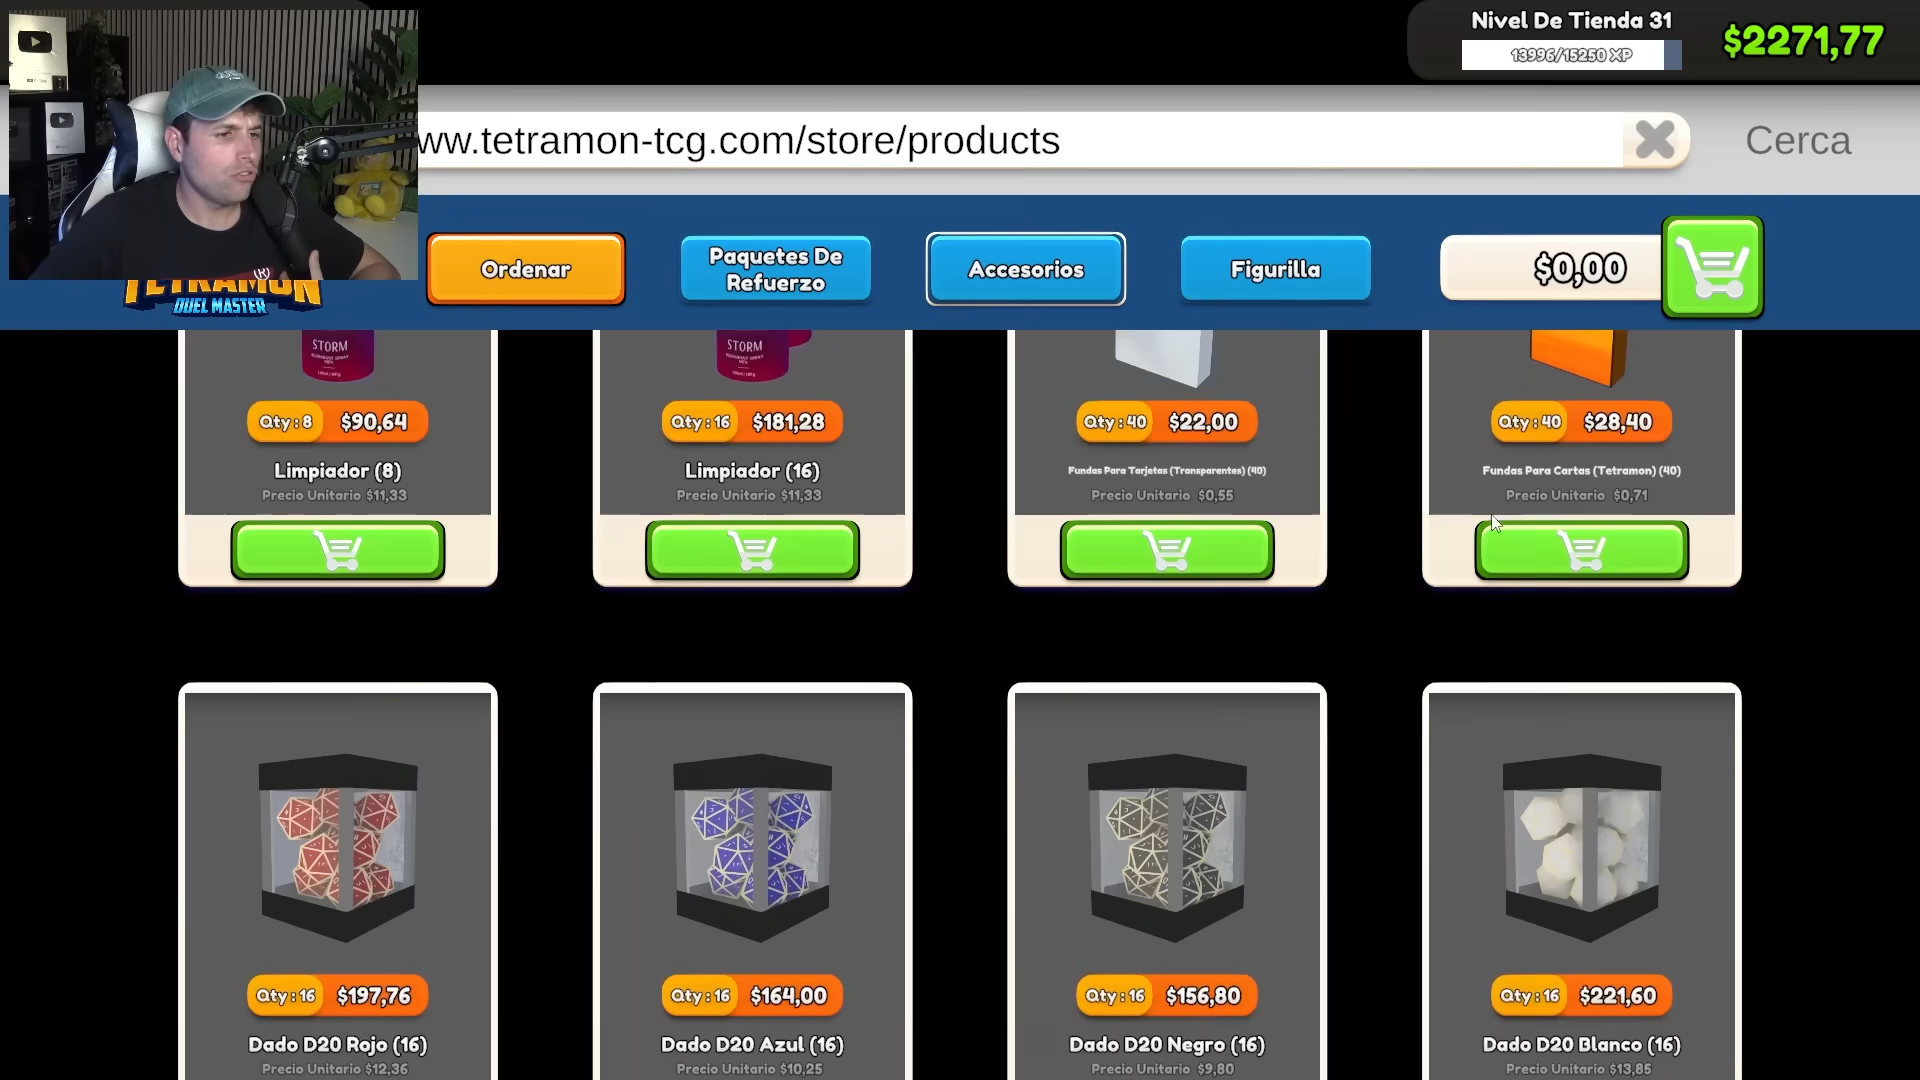 Nivel De Tienda 31
13996/15250 XP
$2271,77
ww.tetramon-tcg.com/store/products
Cerca
TETRAMON
DUEL MASTER
Ordenar
Paquetes De
Refuerzo
Accesorios
Figurilla
$0,00
STORM
STORM
Qty: 8 $90,64
Limpiador (8)
Precio Unitario $11,33
Qty: 16 $181,28
Limpiador (16)
Precio Unitario $11,33
Qty: 40 $22,00
Fundas Para Tarjetas (Transparentes) (40)
Precio Unitario $0,55
Qty: 40 $28,40
Fundas Para Cartas (Tetramon) (40)
Precio Unitario $0,71
Qty: 16 $197,76
Dado D20 Rojo (16)
Precio Unitario $12,36
Qty: 16 $164,00
Dado D20 Azul (16)
Precio Unitario $10,25
Qty: 16 $156,80
Dado D20 Negro (16)
Precio Unitario $9,80
Qty: 16 $221,60
Dado D20 Blanco (16)
Precio Unitario $13,85